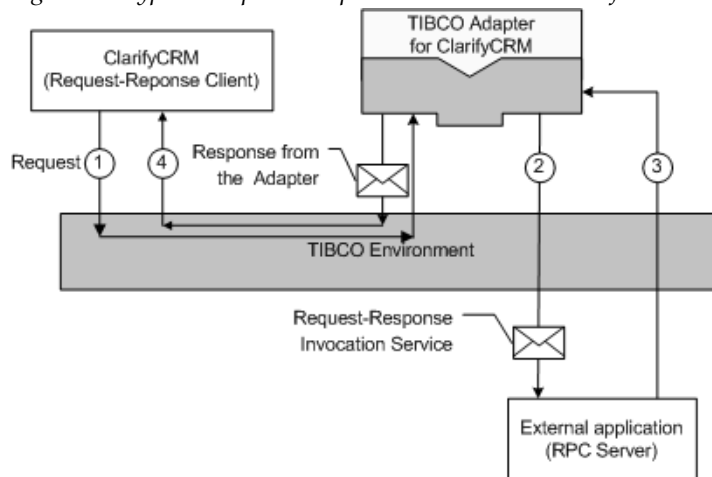 TIBCO Adapter
for ClarifyCRM
ClarifyCRM
(Request-Reponse Client)
Request
1
4
Response from
the Adapter
2
3
TIBCO Environment
Request-Response
Invocation Service
External application
(RPC Server)